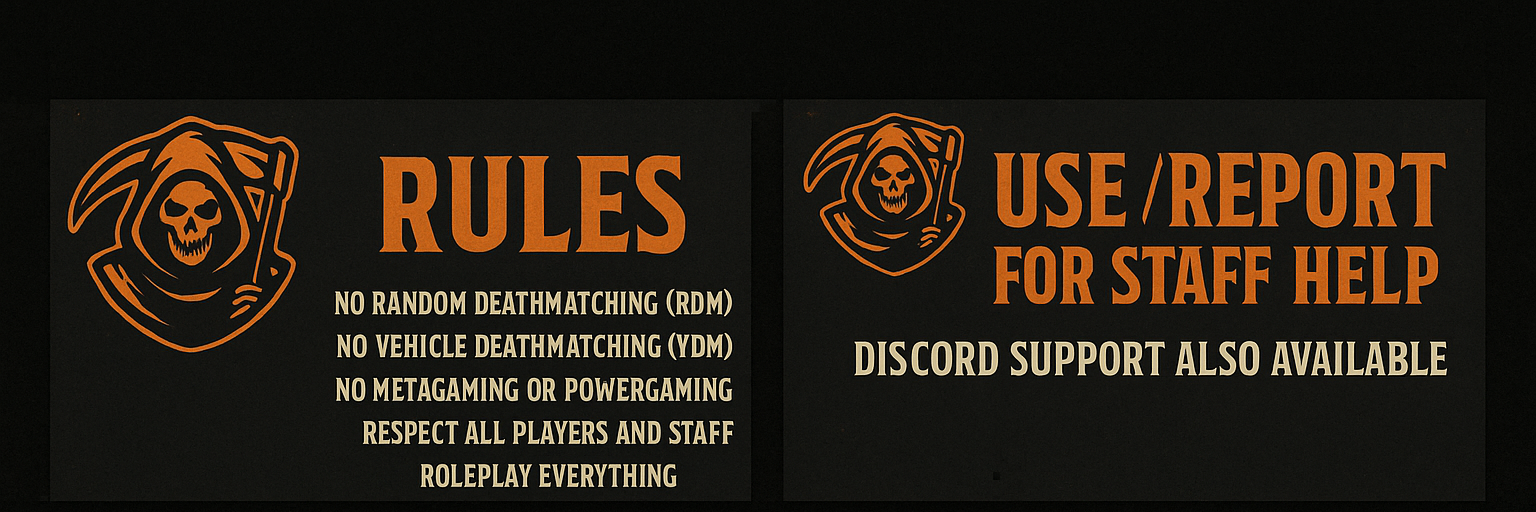 RULES
NO RANDOM DEATHMATCHING (RDM)
NO VEHICLE DEATHMATCHING (YDM)
NO METAGAMING OR POWERGAMING
RESPECT ALL PLAYERS AND STAFF
ROLEPLAY EVERYTHING
USE /REPORT
FOR STAFF HELP
DISCORD SUPPORT ALSO AVAILABLE